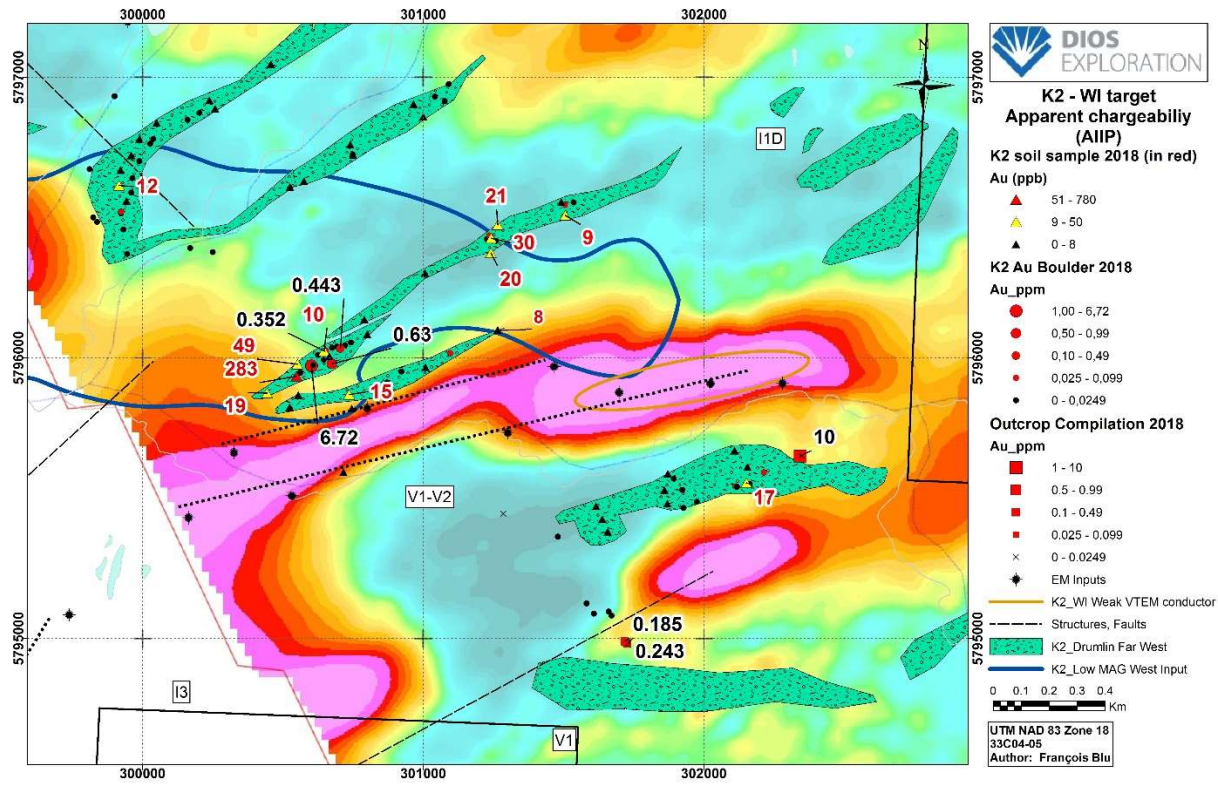 300000
301000
302000
5797000
5797000
I1D
12
21
30
9
20
0.443
10
0.352
0.63
8
49
5796000
5796000
283
19
15
6.72
10
V1-V2
17
5795000
5795000
0.185
0.243
I3
V1
300000
301000
302000
N
DIOS
EXPLORATION
K2 - WI target
Apparent chargeabiliy
(AIIP)
K2 soil sample 2018 (in red)
Au (ppb)
51 - 780
9 - 50
0 - 8
K2 Au Boulder 2018
Au_ppm
1,00 - 6,72
0,50 - 0,99
0,10 - 0,49
0,025 - 0,099
0 - 0,0249
Outcrop Compilation 2018
Au_ppm
1 - 10
0.5 - 0.99
0.1 - 0.49
0.025 - 0.099
0 - 0.0249
EM Inputs
K2_WI Weak VTEM conductor
Structures, Faults
K2_Drumlin Far West
K2_Low MAG West Input
0 0.1 0.2 0.3 0.4
Km
UTM NAD 83 Zone 18
33C04-05
Author: François Blu